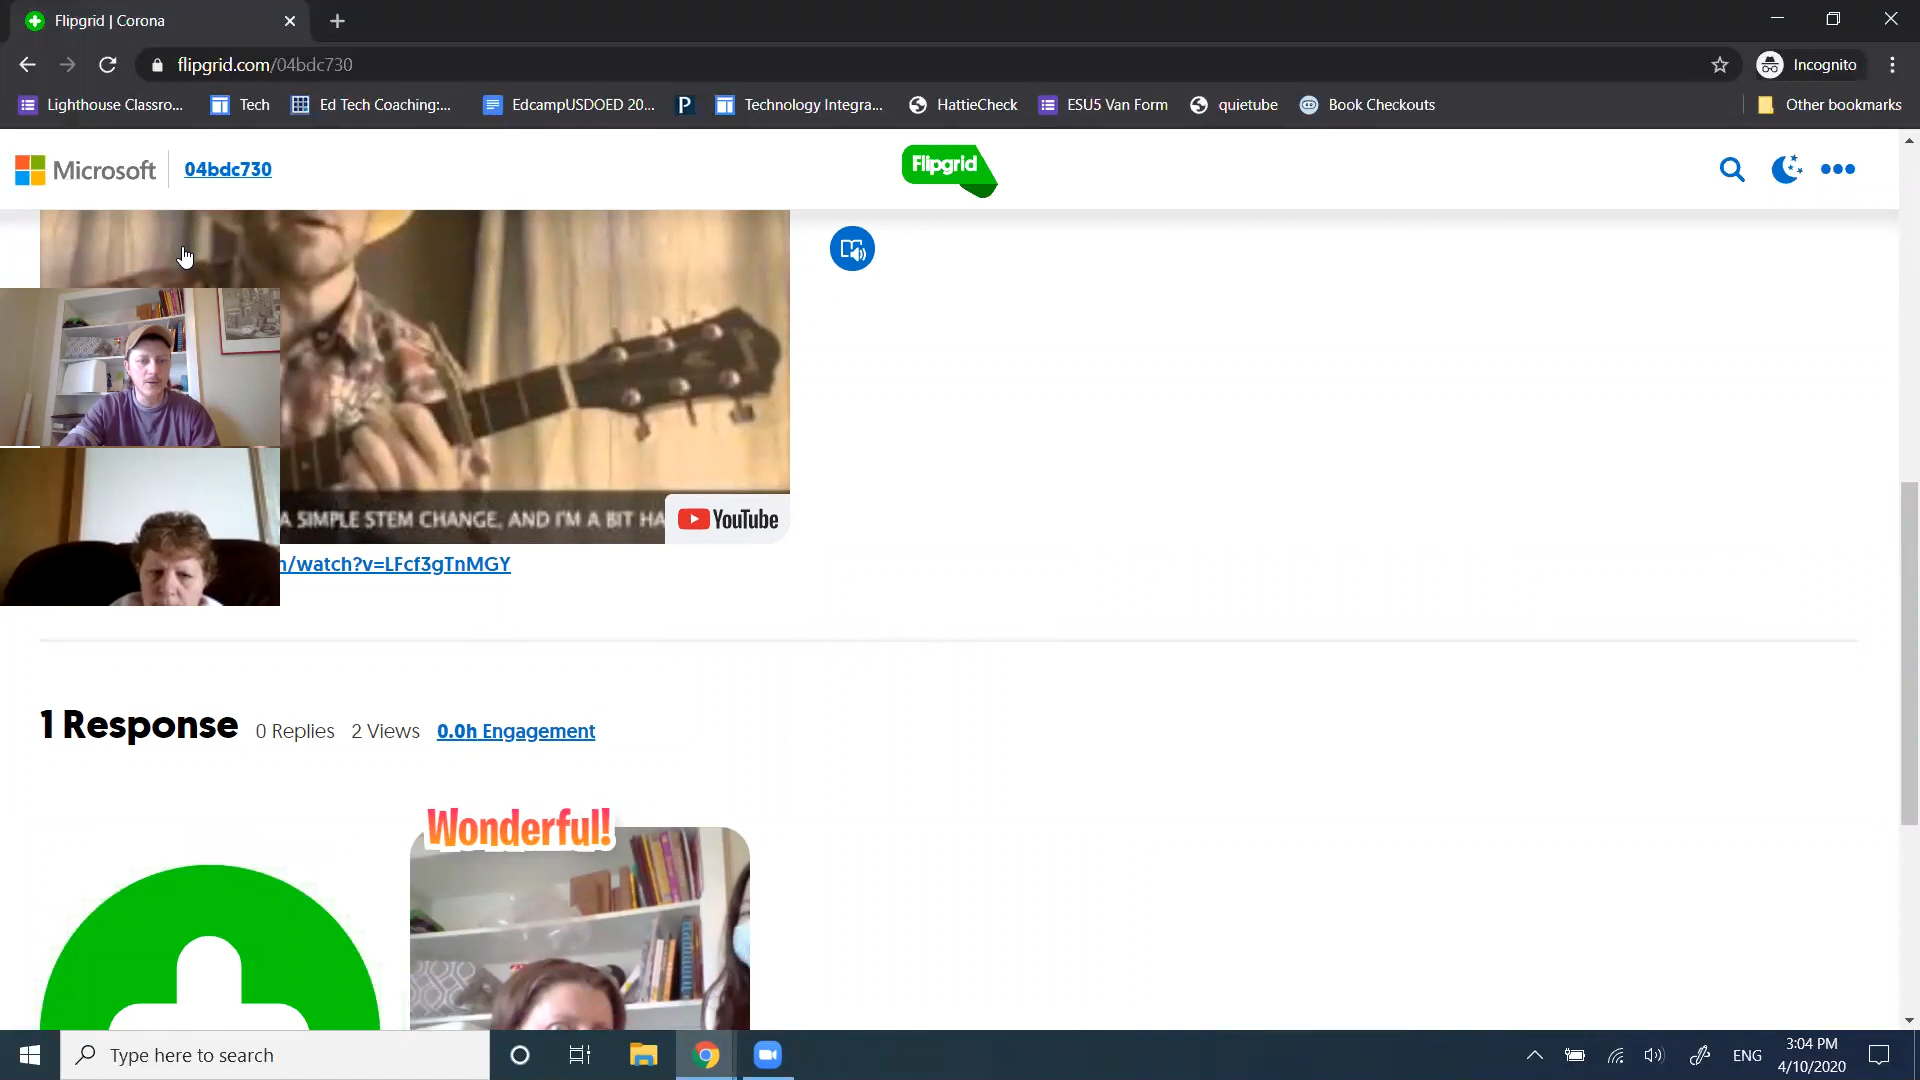 Flipgrid | Corona
flipgrid.com/04bdc730
Incognito
Lighthouse Classro...
Tech
Ed Tech Coaching:...
EdcampUSDOED 20...
P
Technology Integra...
HattieCheck
ESU5 Van Form
quietube
Book Checkouts
Other bookmarks
Microsoft
04bdc730
Flipgrid
A SIMPLE STEM CHANGE, AND I'M A BIT HA
YouTube
/watch?v=LFcf3gTnMGY
1 Response
0 Replies
2 Views
0.0h Engagement
Wonderful!
Type here to search
ENG
3:04 PM
4/10/2020